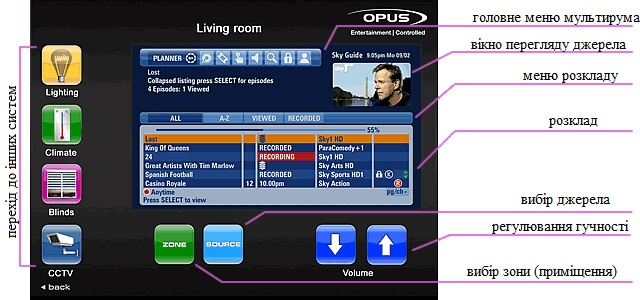 Living room
OPUS
Entertainment | Controlled
PLANNER
Sky Guide 9.05pm Mo 09/02
Lost
Collapsed listing press SELECT for episodes
4 Episodes: 1 Viewed
ALL A-Z VIEWED RECORDED
55%
Lost Sky1 HD
King Of Queens RECORDED ParaComedy+1
24 RECORDING Sky1 HD
Great Artists With Tim Marlow Sky Arts HD
Spanish Football RECORDED Sky Sports HD1
Casino Royale 12 10.00pm Sky Action R
Anytime pg/ch
Press SELECT to view
Lighting
Climate
Blinds
CCTV
back
ZONE
SOURCE
Volume
перехід до інших систем
головне меню мультирума
вікно перегляду джерела
меню розкладу
розклад
вибір джерела
регулювання гучності
вибір зони (приміщення)